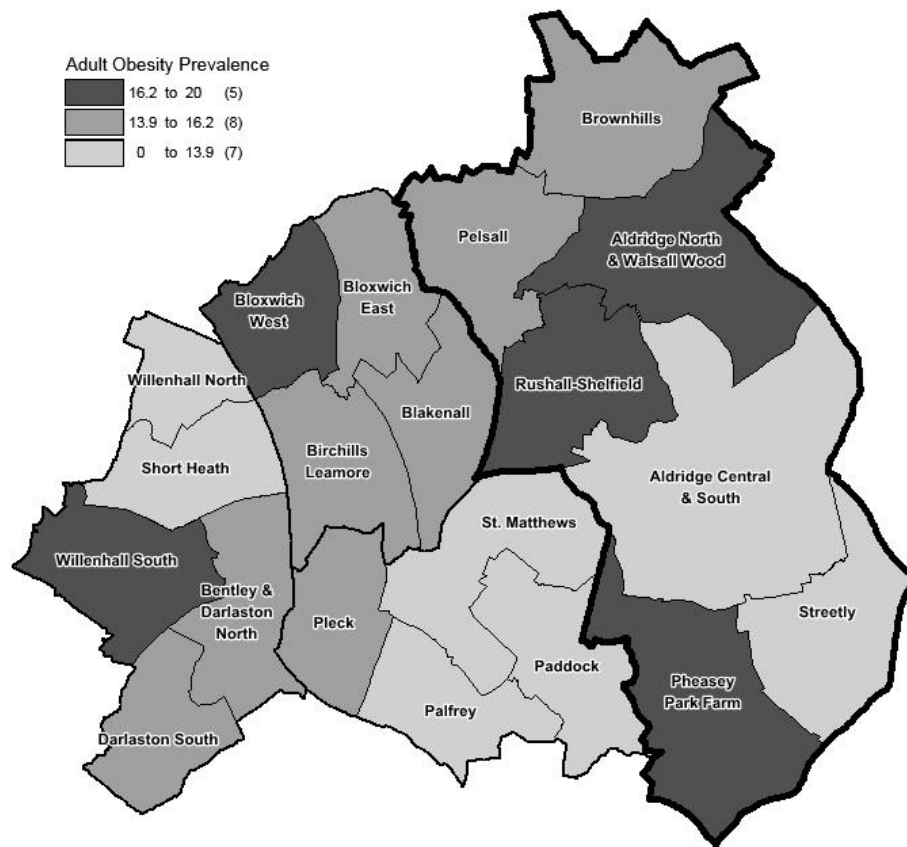 Adult Obesity Prevalence
16.2 to 20 (5)
13.9 to 16.2 (8)
0 to 13.9 (7)
Brownhills
Pelsall
Aldridge North
& Walsall Wood
Bloxwich
West
Bloxwich
East
Willenhall North
Rushall-Shelfield
Blakenall
Short Heath
Birchills
Leamore
Aldridge Central
& South
St. Matthews
Willenhall South
Bentley &
Darlaston
North
Pleck
Streetly
Paddock
Pheasey
Park Farm
Palfrey
Darlaston South